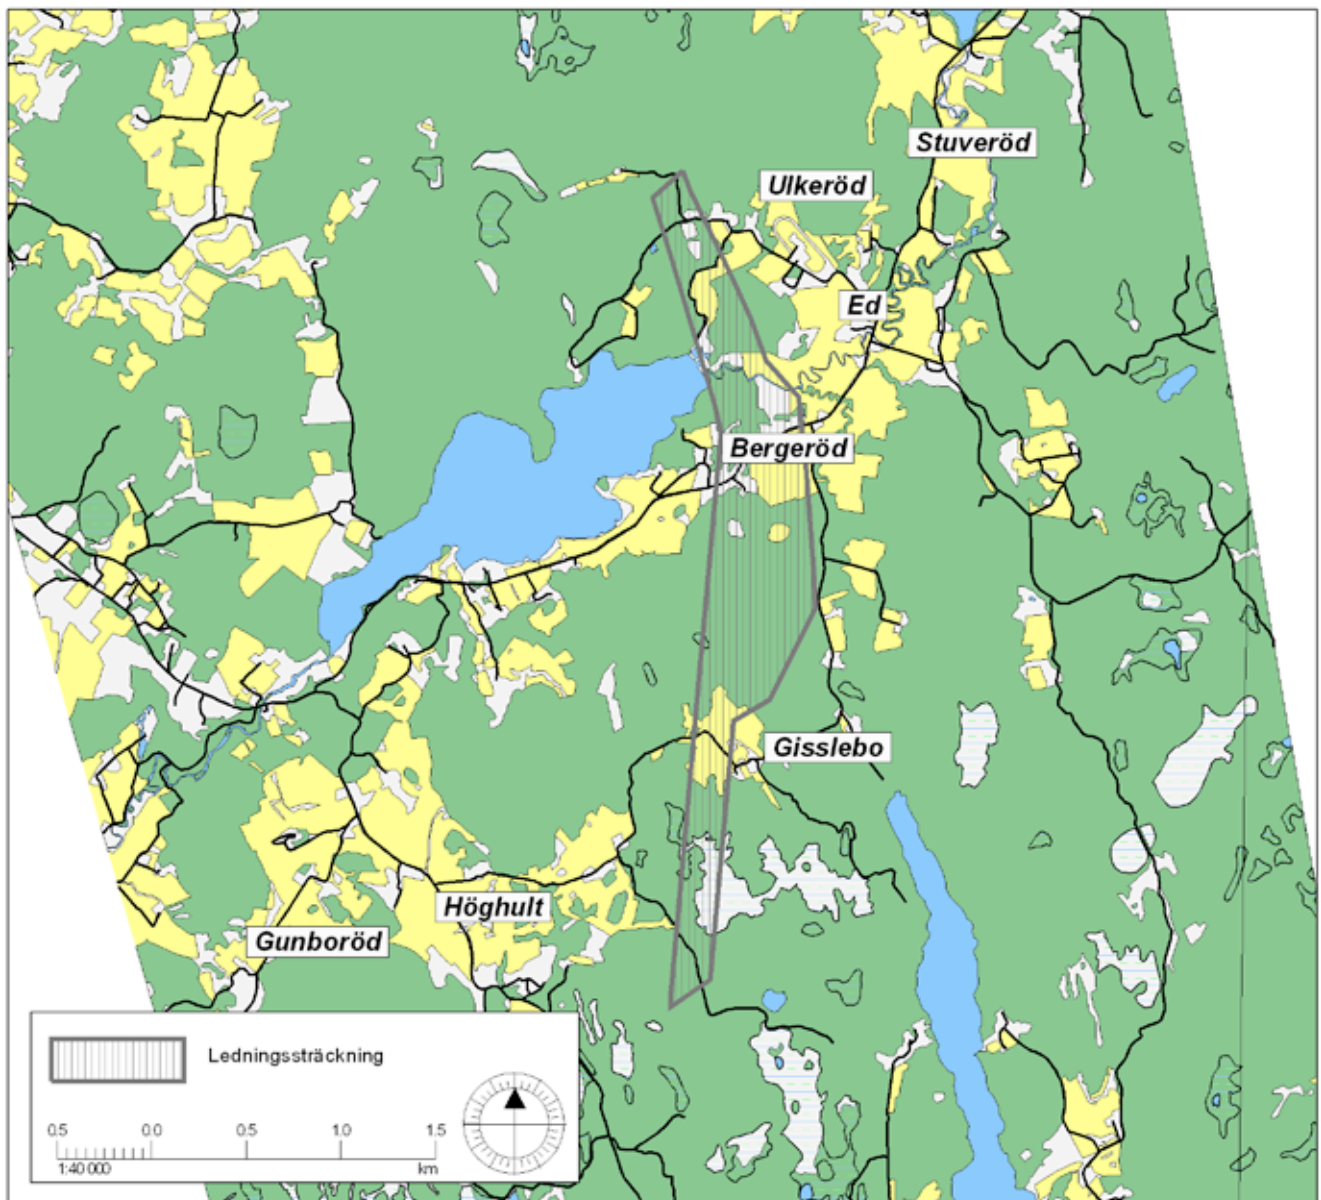 Stuveröd
Ulkeröd
Ed
Bergeröd
Gisslebo
Höghult
Gunboröd
Ledningssträckning
0.5 0.0 0.5 1.0 1.5
1:40 000 km